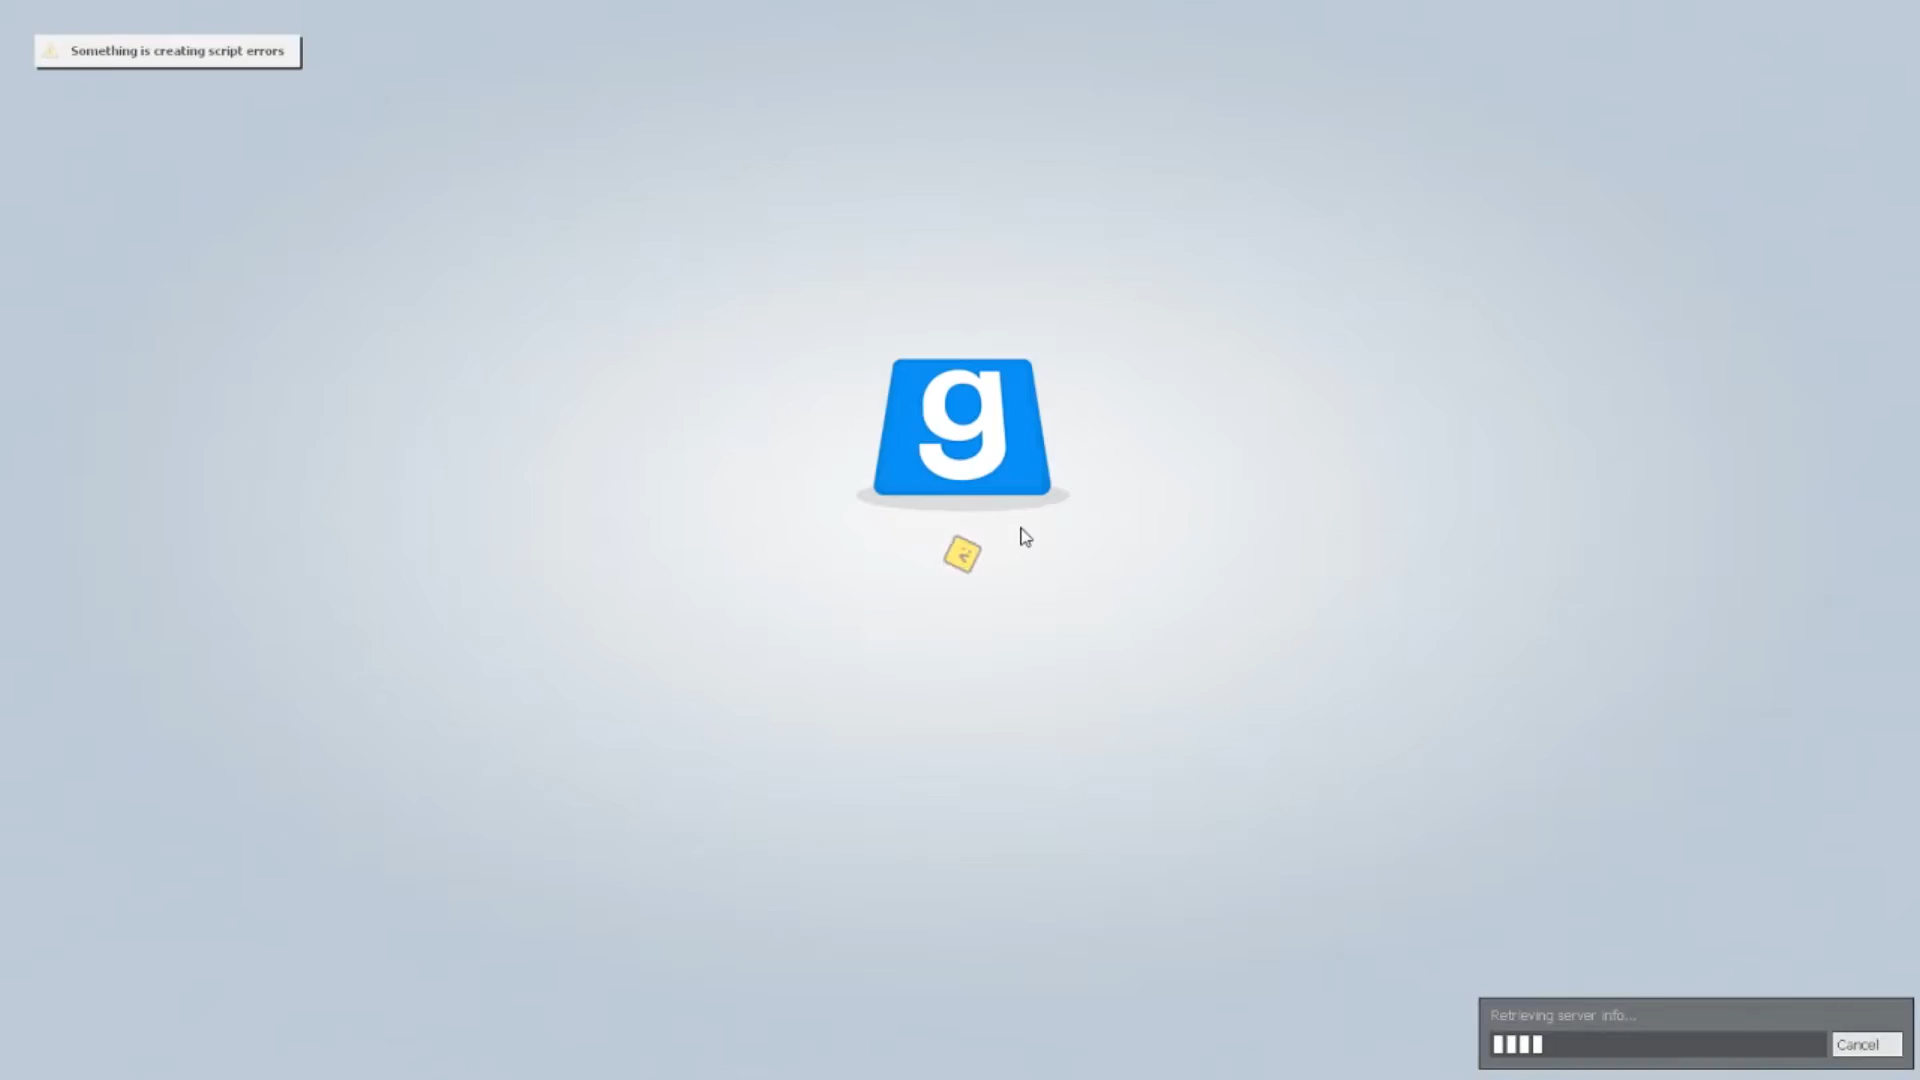 Something is creating script errors
g
Retrieving server info...
Cancel